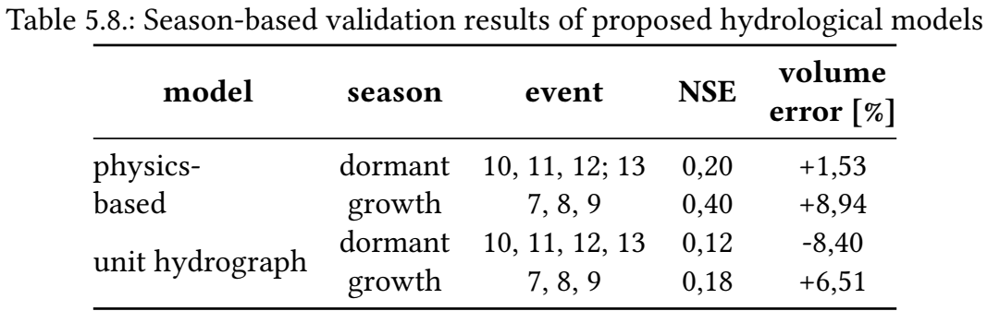 Table 5.8.: Season-based validation results of proposed hydrological models
model season event NSE volume error [%]
physics-based dormant 10, 11, 12; 13 0,20 +1,53
growth 7, 8, 9 0,40 +8,94
unit hydrograph dormant 10, 11, 12, 13 0,12 -8,40
growth 7, 8, 9 0,18 +6,51